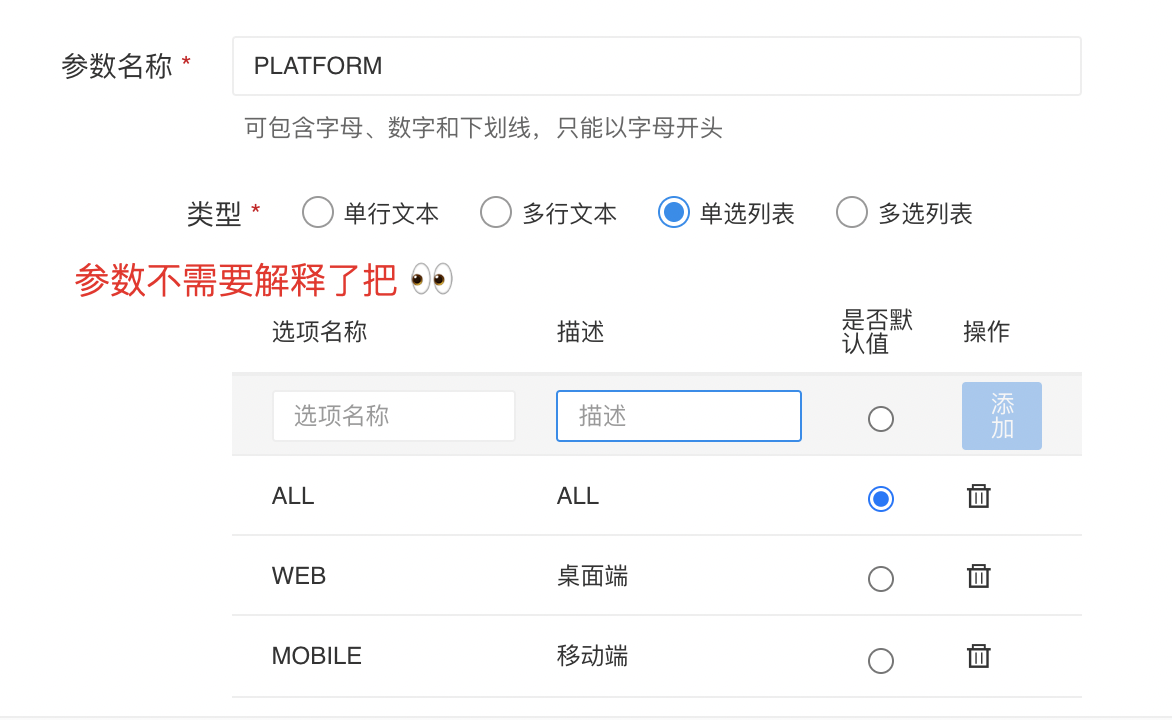 参数名称 * PLATFORM
可包含字母、数字和下划线，只能以字母开头
类型 * 单行文本 多行文本 单选列表 多选列表
参数不需要解释了把 👀
选项名称 描述 是否默认值 操作
选项名称 描述 添加
ALL ALL
WEB 桌面端
MOBILE 移动端